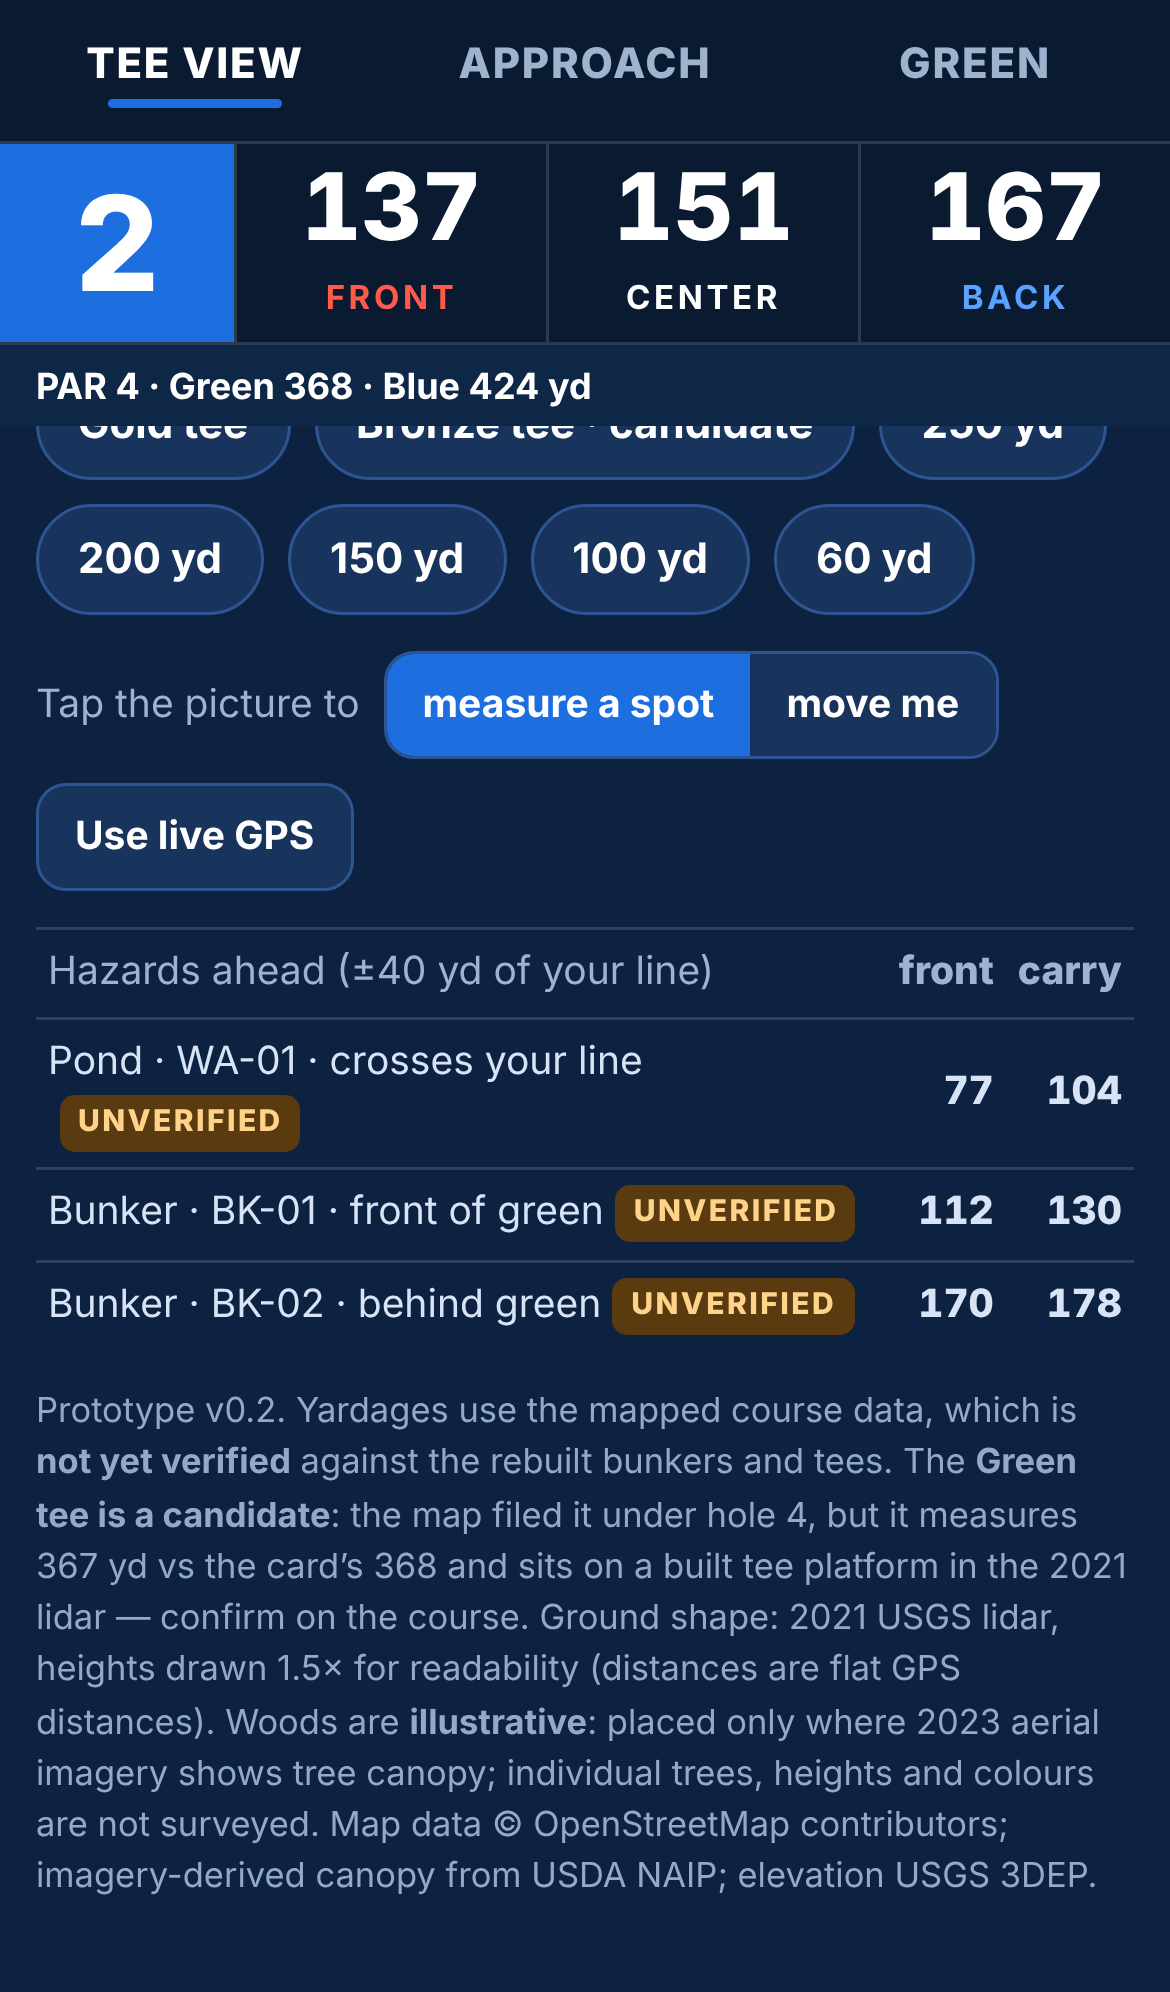 TEE VIEW APPROACH GREEN
2 137 151 167
FRONT CENTER BACK
PAR 4 · Green 368 · Blue 424 yd
Gold tee Bronze tee · candidate 250 yd
200 yd 150 yd 100 yd 60 yd
Tap the picture to measure a spot move me
Use live GPS
Hazards ahead (±40 yd of your line) front carry
Pond · WA-01 · crosses your line 77 104
UNVERIFIED
Bunker · BK-01 · front of green UNVERIFIED 112 130
Bunker · BK-02 · behind green UNVERIFIED 170 178
Prototype v0.2. Yardages use the mapped course data, which is
not yet verified against the rebuilt bunkers and tees. The Green
tee is a candidate: the map filed it under hole 4, but it measures
367 yd vs the card’s 368 and sits on a built tee platform in the 2021
lidar — confirm on the course. Ground shape: 2021 USGS lidar,
heights drawn 1.5× for readability (distances are flat GPS
distances). Woods are illustrative: placed only where 2023 aerial
imagery shows tree canopy; individual trees, heights and colours
are not surveyed. Map data © OpenStreetMap contributors;
imagery-derived canopy from USDA NAIP; elevation USGS 3DEP.